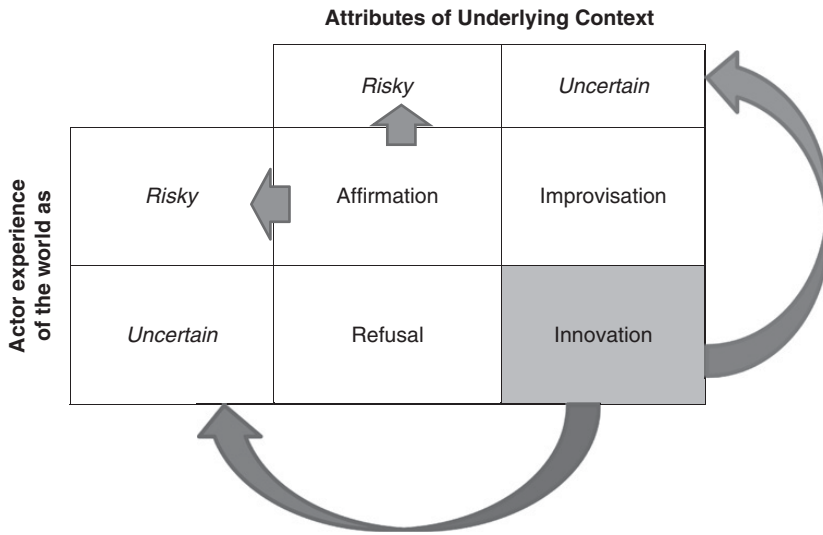 Attributes of Underlying Context
Risky
Uncertain
Actor experience
of the world as
Risky
Affirmation
Improvisation
Uncertain
Refusal
Innovation